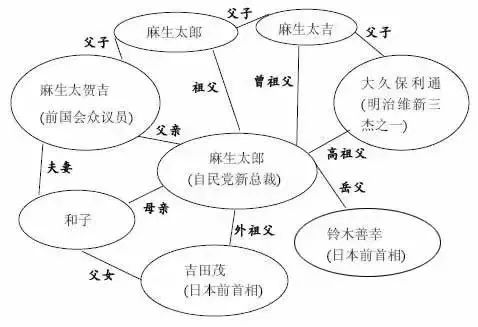 父子
麻生太郎
麻生太吉
父子
父子
麻生太贺吉
(前国会众议员)
祖父
曾祖父
大久保利通
(明治维新三
杰之一)
父亲
高祖父
麻生太郎
(自民党新总裁)
夫妻
岳父
和子
母亲
外祖父
铃木善幸
(日本前首相)
父女
吉田茂
(日本前首相)